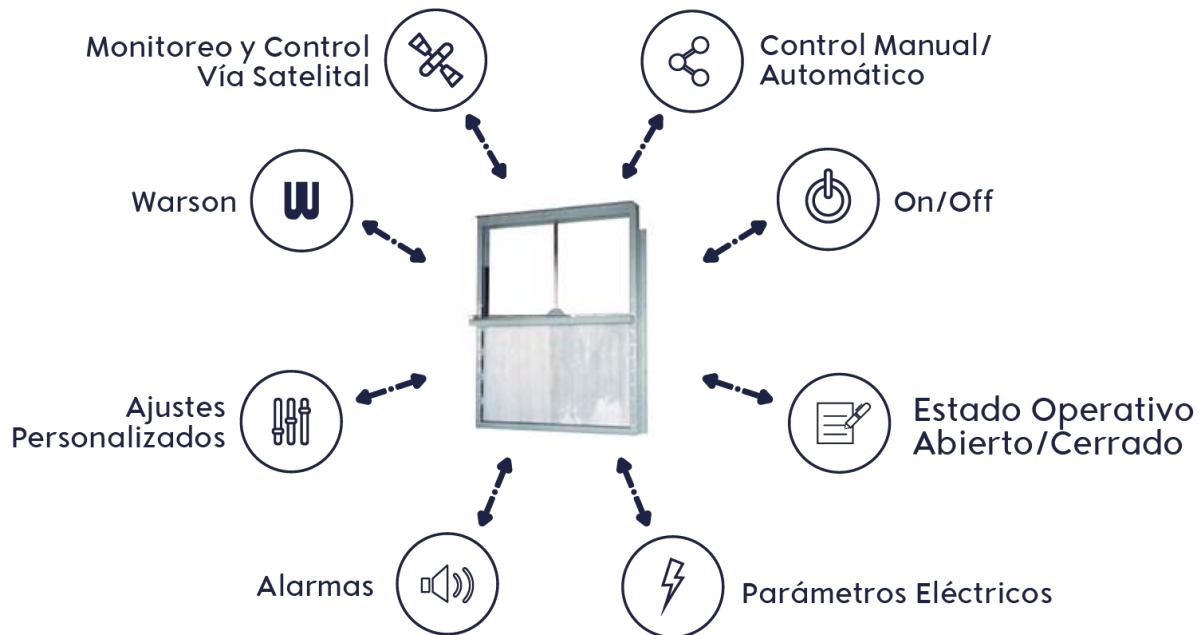 Monitoreo y Control
Vía Satelital
Control Manual/
Automático
Warson
W
On/Off
Ajustes
Personalizados
Estado Operativo
Abierto/Cerrado
Alarmas
Parámetros Eléctricos